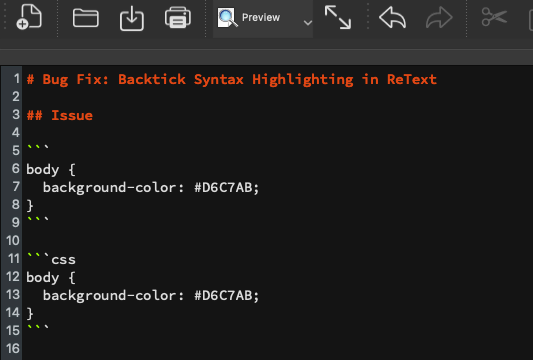 Preview
1 # Bug Fix: Backtick Syntax Highlighting in ReText
2
3 ## Issue
4
5 ```
6 body {
7   background-color: #D6C7AB;
8 }
9 ```
10
11 ```css
12 body {
13   background-color: #D6C7AB;
14 }
15 ```
16